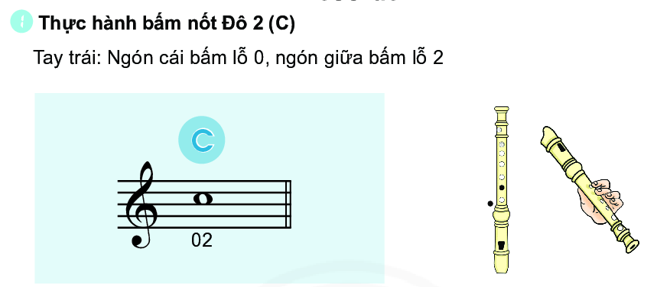 1 Thực hành bấm nốt Đô 2 (C)
Tay trái: Ngón cái bấm lỗ 0, ngón giữa bấm lỗ 2
C
02